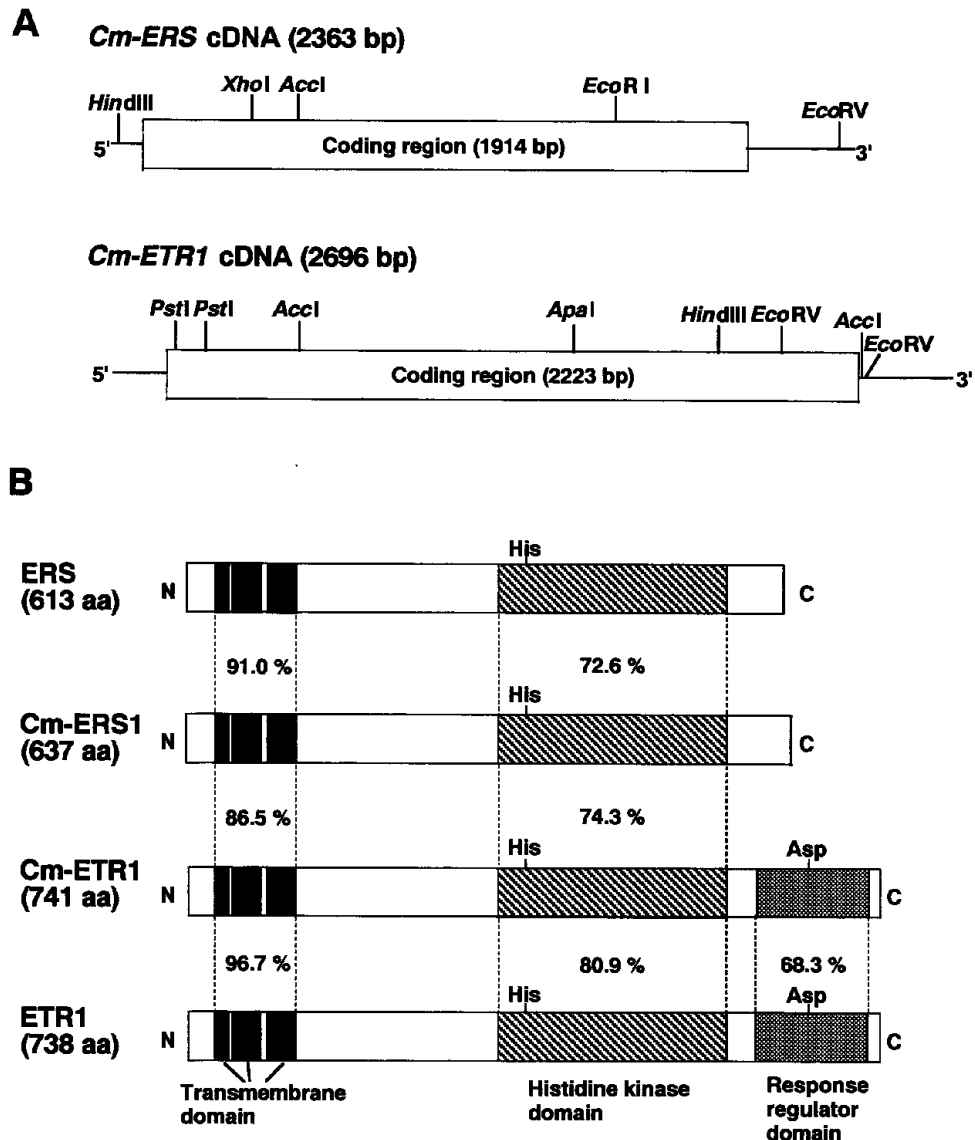 A
Cm-ERS cDNA (2363 bp)
HindIII XhoI AccI EcoRI EcoRV
5' Coding region (1914 bp) 3'
Cm-ETR1 cDNA (2696 bp)
PstI PstI AccI ApaI HindIII EcoRV AccI
EcoRV
5' Coding region (2223 bp) 3'
B
His
ERS
(613 aa)
N C
91.0 % 72.6 %
His
Cm-ERS1
(637 aa)
N C
86.5 % 74.3 %
His Asp
Cm-ETR1
(741 aa)
N C
96.7 % 80.9 % 68.3 %
His Asp
ETR1
(738 aa)
N C
Transmembrane
domain
Histidine kinase
domain
Response
regulator
domain